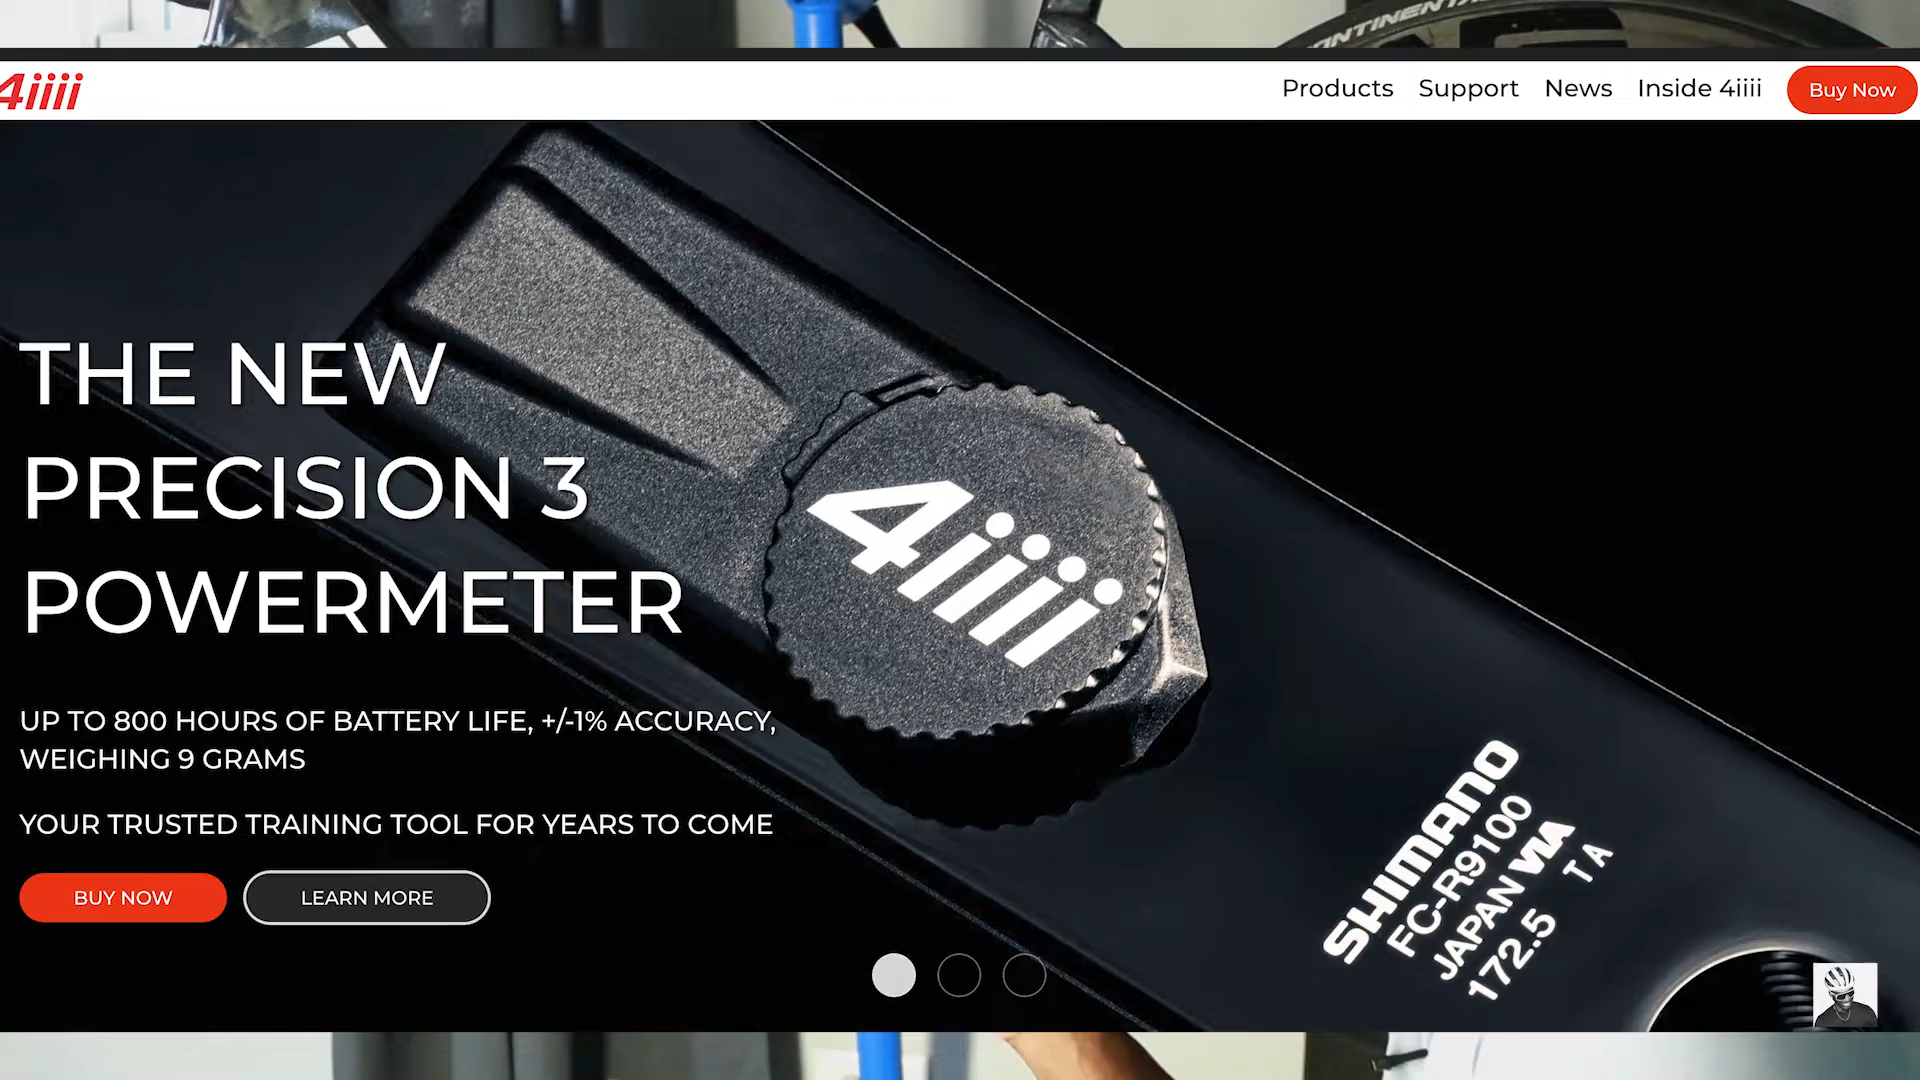 CONTINENTAL
4iiii
Products Support News Inside 4iiii Buy Now
THE NEW
PRECISION 3
POWERMETER
4iiii
UP TO 800 HOURS OF BATTERY LIFE, +/-1% ACCURACY,
WEIGHING 9 GRAMS
YOUR TRUSTED TRAINING TOOL FOR YEARS TO COME
BUY NOW LEARN MORE
SHIMANO
FC-R9100
JAPAN VIA
T A
172.5